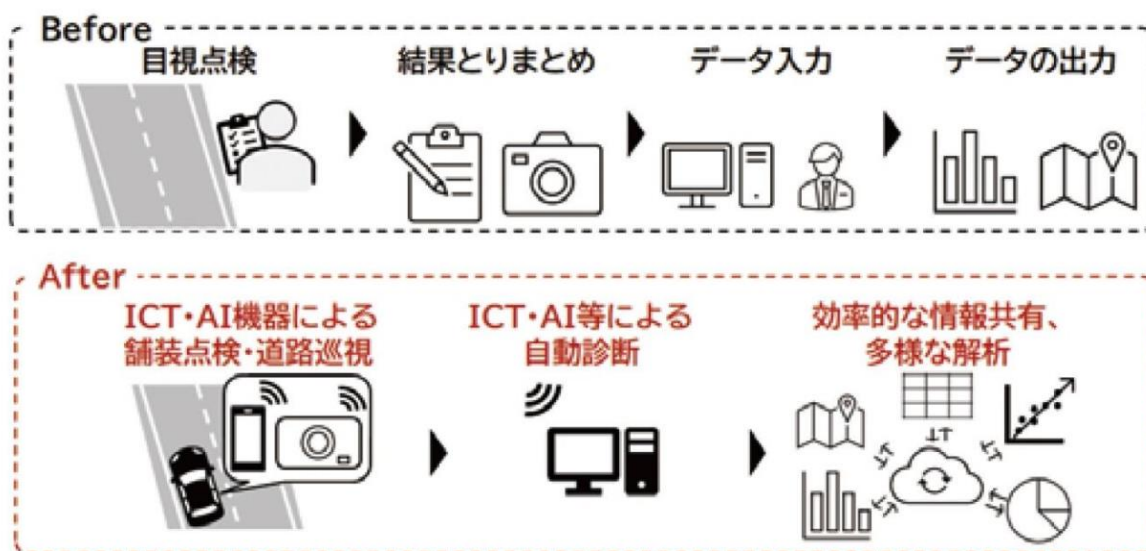 Before
目視点検
結果とりまとめ
データ入力
データの出力
After
ICT・AI機器による
舗装点検・道路巡視
ICT・AI等による
自動診断
効率的な情報共有、
多様な解析